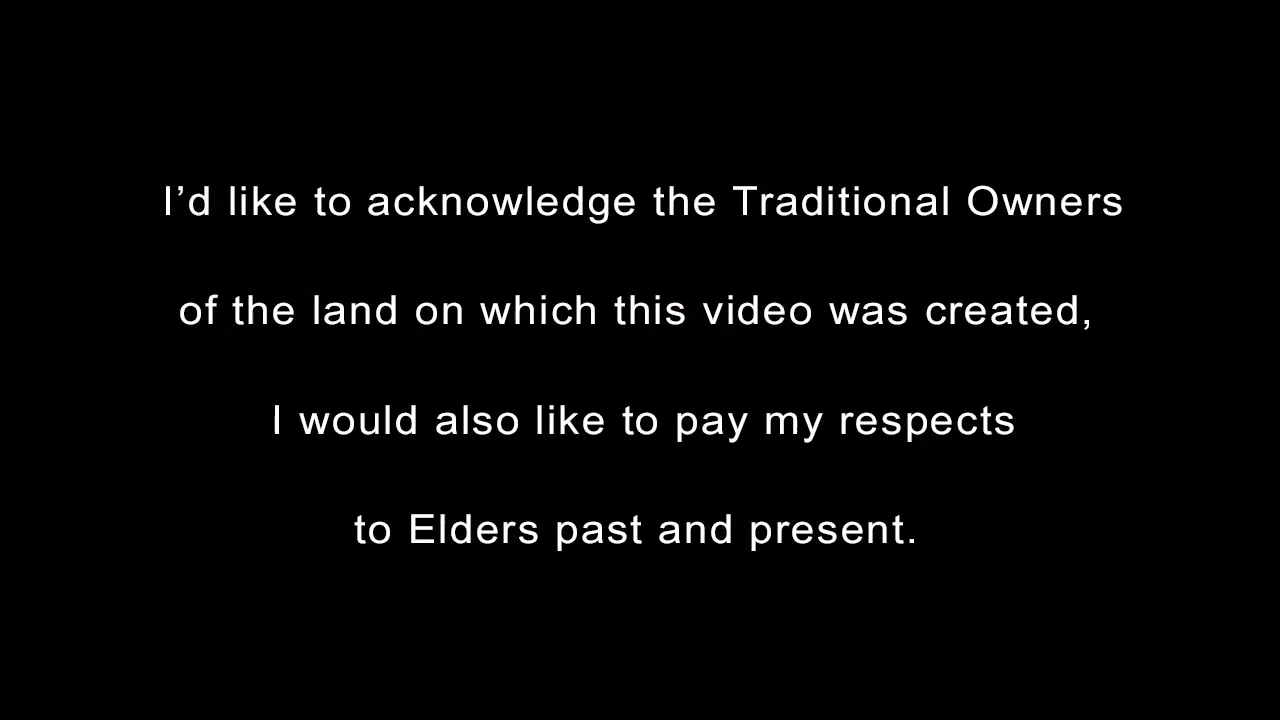 I’d like to acknowledge the Traditional Owners
of the land on which this video was created,
I would also like to pay my respects
to Elders past and present.